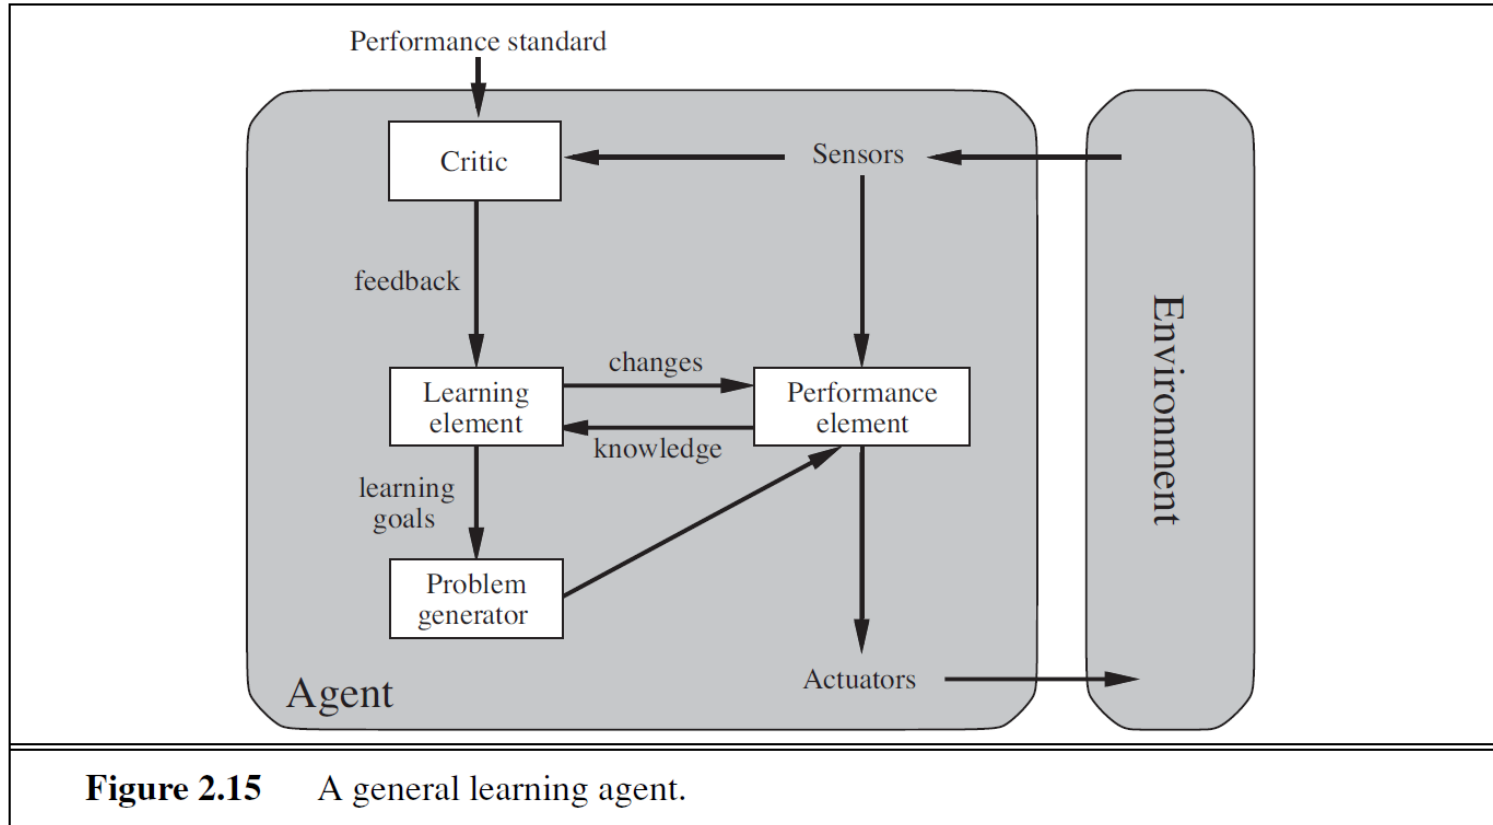 Performance standard
Critic
Sensors
feedback
changes
Learning
element
Performance
element
knowledge
learning
goals
Problem
generator
Actuators
Agent
Environment
Figure 2.15 A general learning agent.